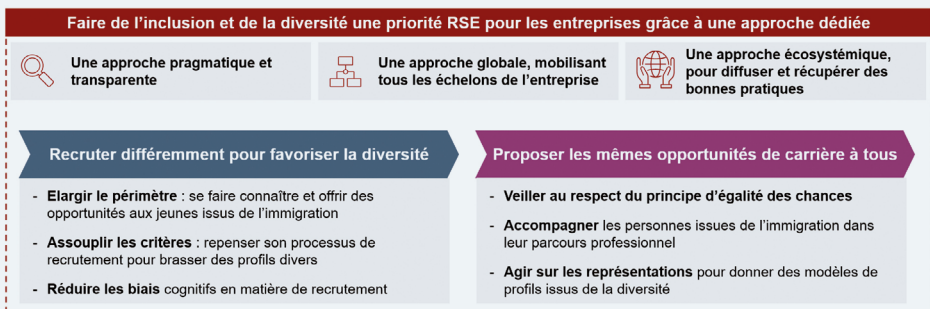 Faire de l’inclusion et de la diversité une priorité RSE pour les entreprises grâce à une approche dédiée
Une approche pragmatique et
transparente
Une approche globale, mobilisant
tous les échelons de l’entreprise
Une approche écosystémique,
pour diffuser et récupérer des
bonnes pratiques
Recruter différemment pour favoriser la diversité
- Elargir le périmètre : se faire connaître et offrir des
opportunités aux jeunes issus de l’immigration
- Assouplir les critères : repenser son processus de
recrutement pour brasser des profils divers
- Réduire les biais cognitifs en matière de recrutement
Proposer les mêmes opportunités de carrière à tous
- Veiller au respect du principe d’égalité des chances
- Accompagner les personnes issues de l’immigration dans
leur parcours professionnel
- Agir sur les représentations pour donner des modèles de
profils issus de la diversité